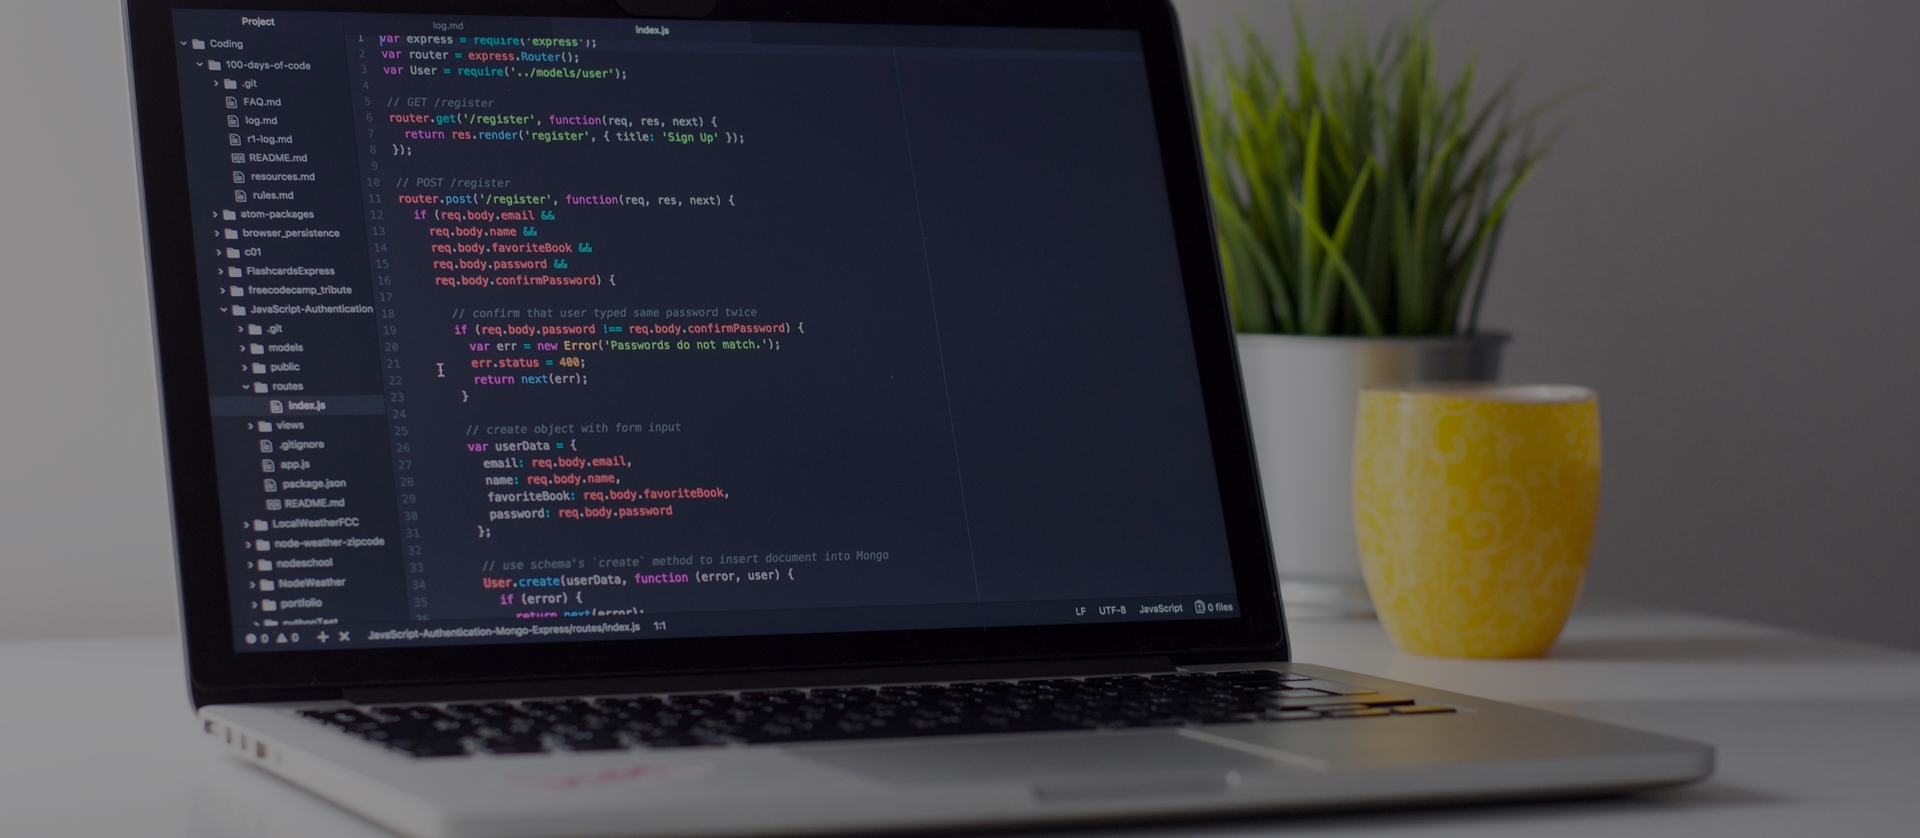 Project
Coding
100-days-of-code
.git
FAQ.md
log.md
r1-log.md
README.md
resources.md
rules.md
atom-packages
browser_persistence
c01
FlashcardsExpress
freecodecamp_tribute
JavaScript-Authentication
.git
models
public
routes
index.js
views
.gitignore
app.js
package.json
README.md
LocalWeatherFCC
node-weather-zipcode
nodeschool
NodeWeather
portfolio
pythonTest
log.md
index.js
1 var express = require('express');
2 var router = express.Router();
3 var User = require('../models/user');
4
5 // GET /register
6 router.get('/register', function(req, res, next) {
7 return res.render('register', { title: 'Sign Up' });
8 });
9
10 // POST /register
11 router.post('/register', function(req, res, next) {
12 if (req.body.email &&
13 req.body.name &&
14 req.body.favoriteBook &&
15 req.body.password &&
16 req.body.confirmPassword) {
17
18 // confirm that user typed same password twice
19 if (req.body.password !== req.body.confirmPassword) {
20 var err = new Error('Passwords do not match.');
21 err.status = 400;
22 return next(err);
23 }
24
25 // create object with form input
26 var userData = {
27 email: req.body.email,
28 name: req.body.name,
29 favoriteBook: req.body.favoriteBook,
30 password: req.body.password
31 };
32
33 // use schema's `create` method to insert document into Mongo
34 User.create(userData, function (error, user) {
35 if (error) {
36 return next(error);
0 0 JavaScript-Authentication-Mongo-Express/routes/index.js 1:1
LF UTF-8 JavaScript 0 files